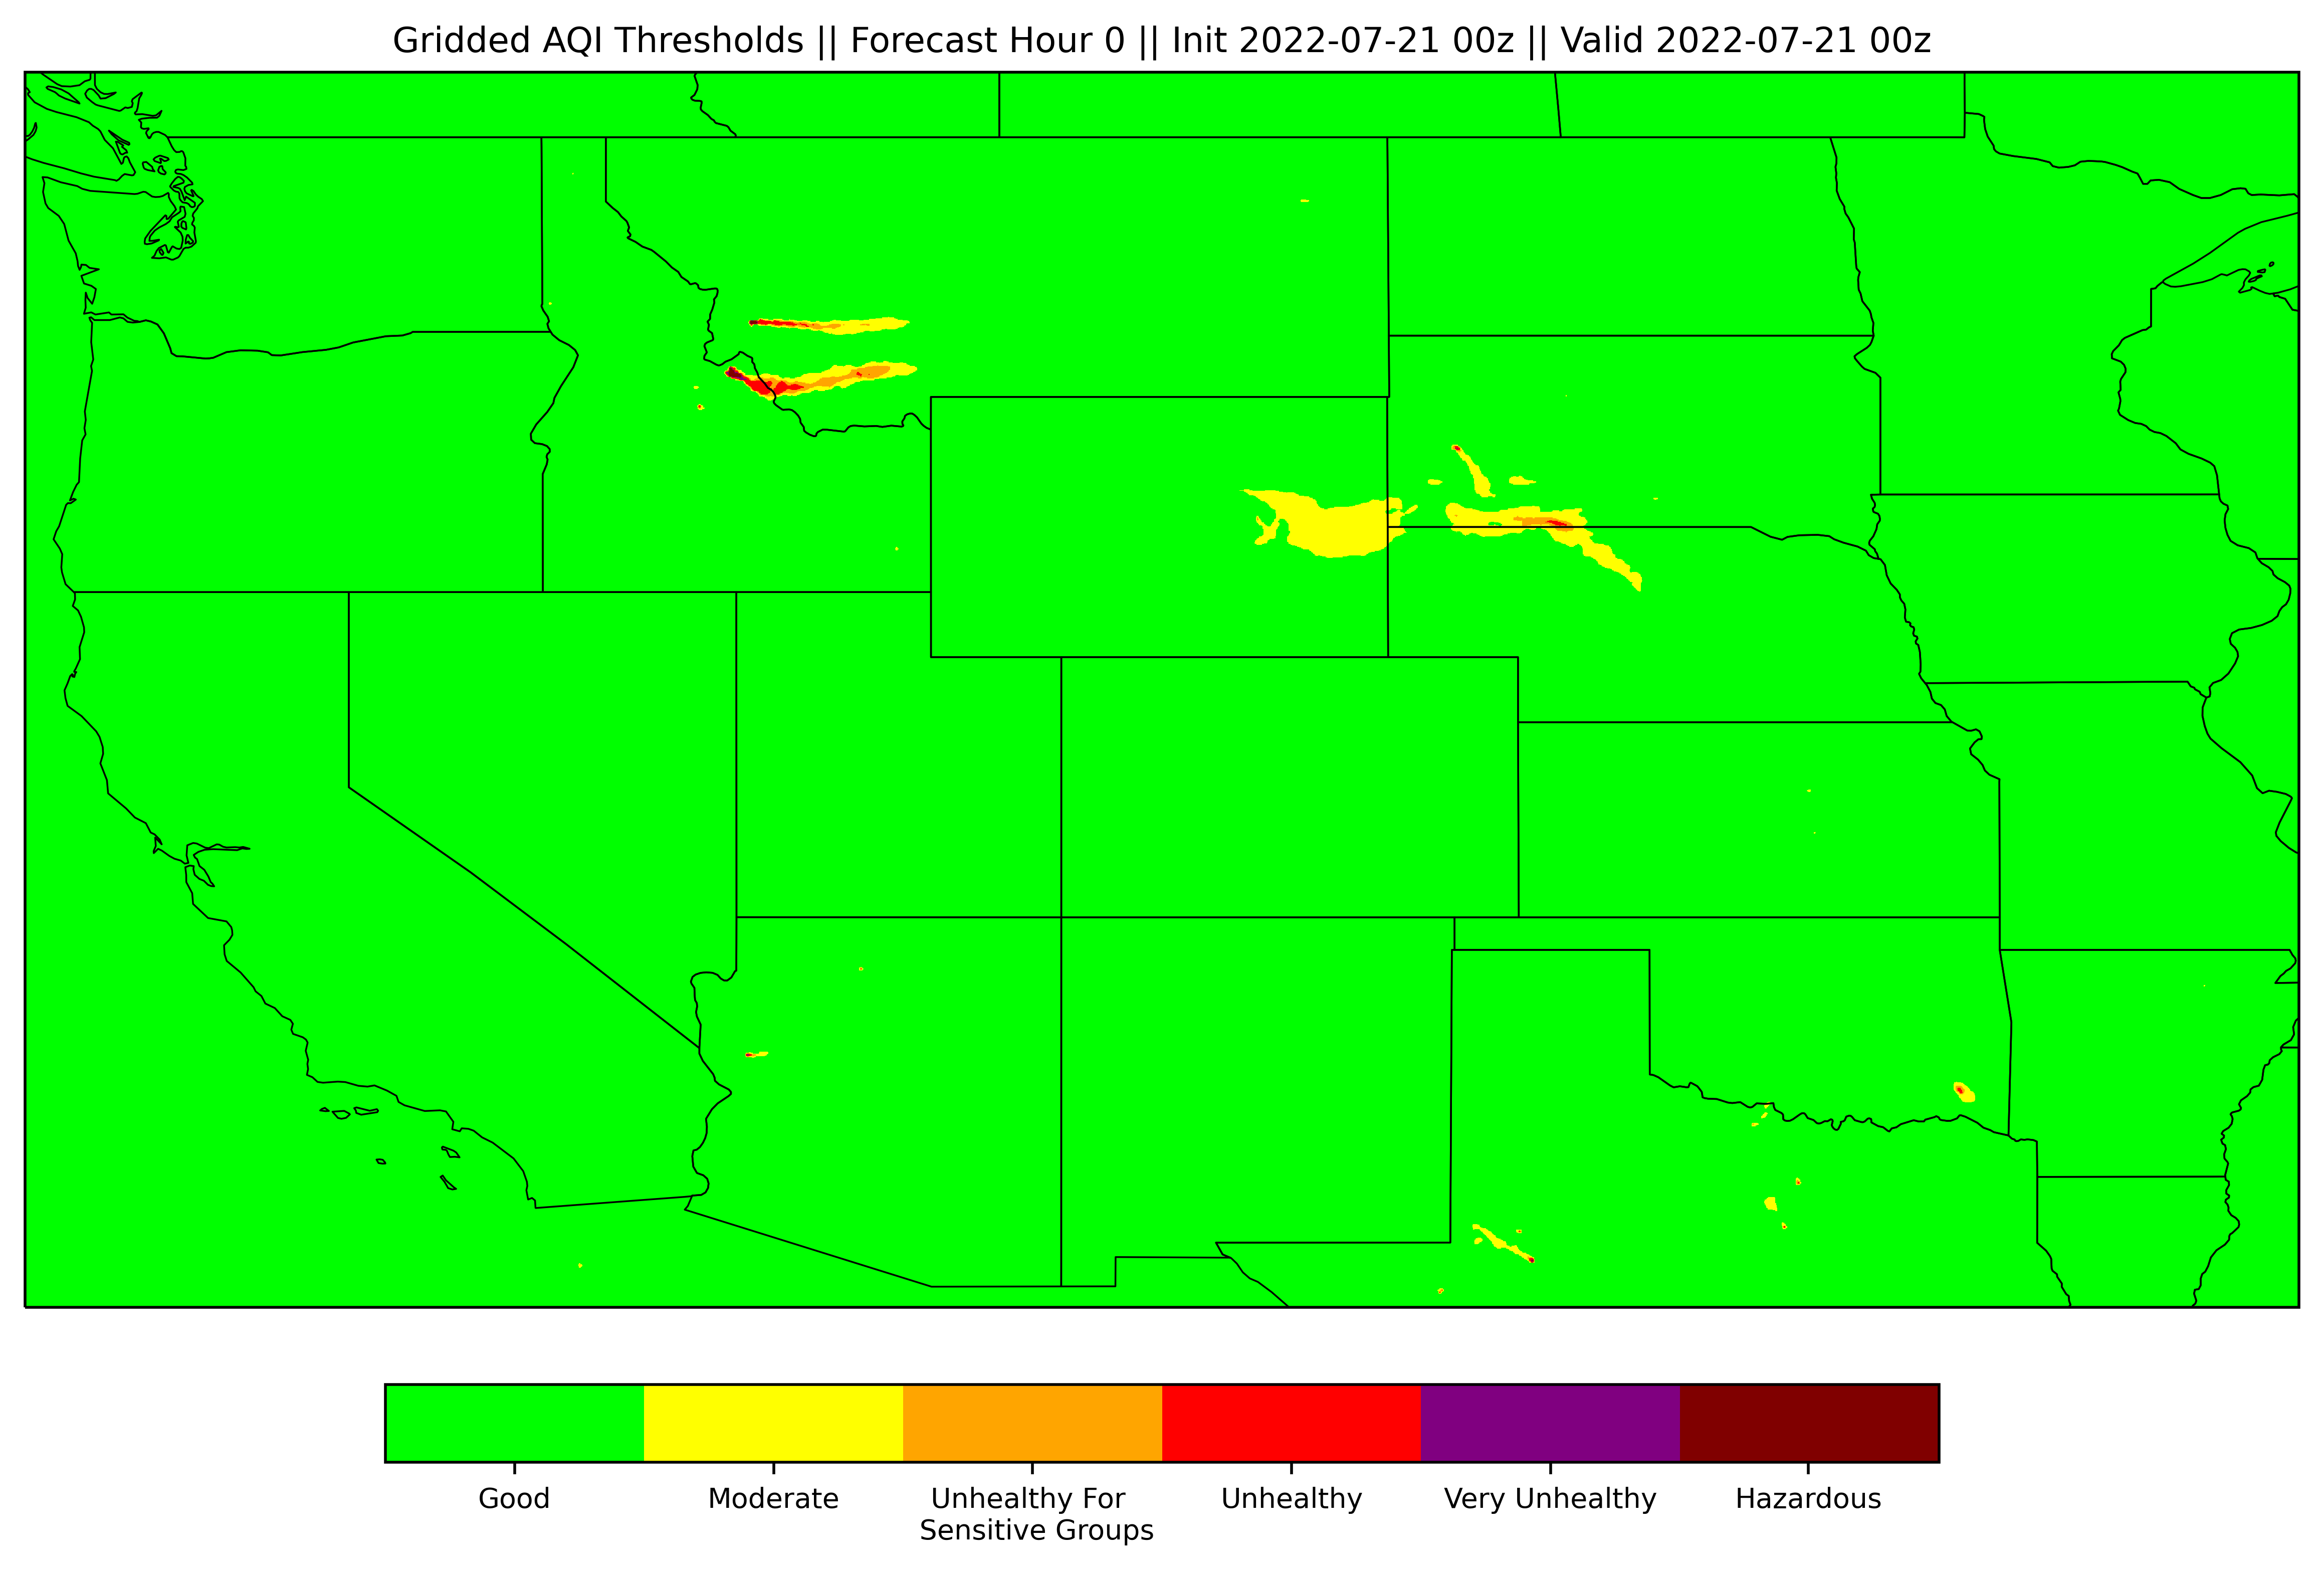 Gridded AQI Thresholds || Forecast Hour 0 || Init 2022-07-21 00z || Valid 2022-07-21 00z
Good
Moderate
Unhealthy For
Sensitive Groups
Unhealthy
Very Unhealthy
Hazardous